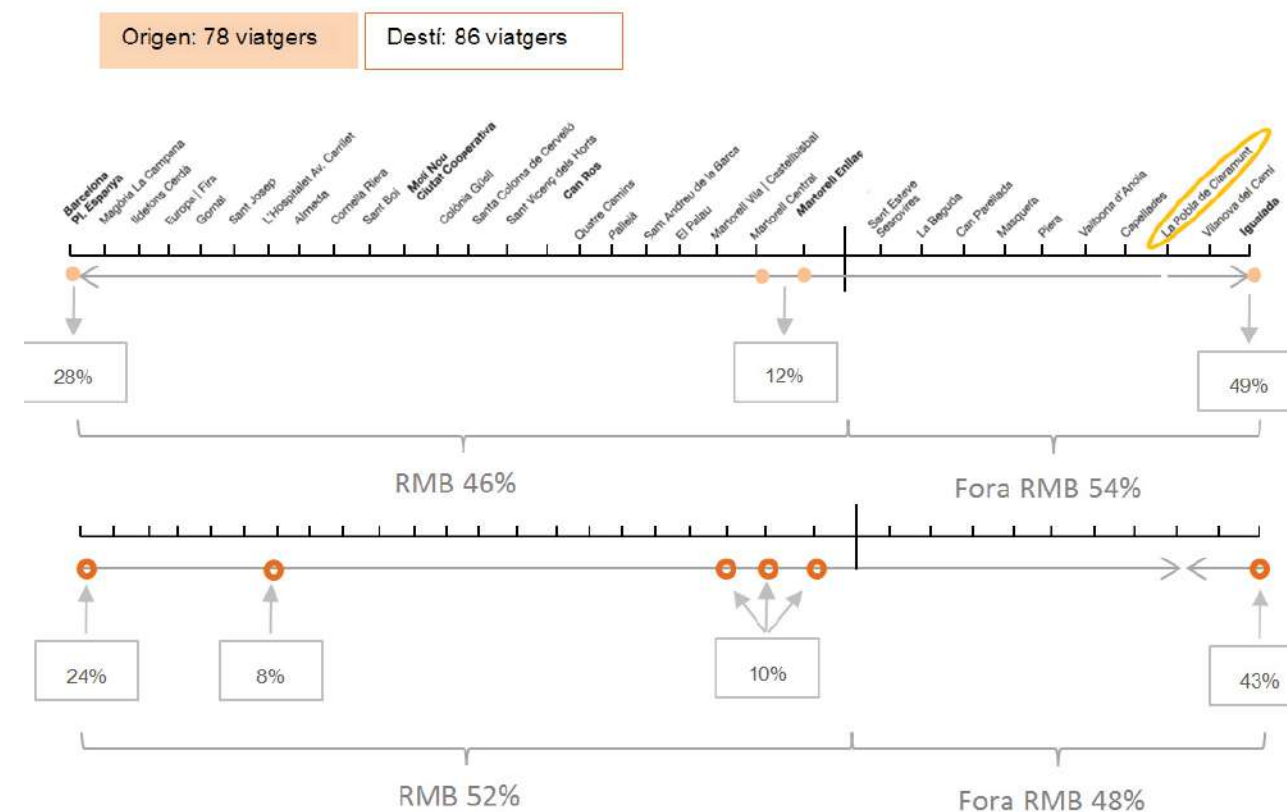 Origen: 78 viatgers
Destí: 86 viatgers
Barcelona
Pl. Espanya
Magòria La Campana
Ildefons Cerdà
Europa | Fira
Gornal
Sant Josep
L'Hospitalet Av. Carrilet
Almeda
Cornellà Riera
Sant Boi
Molí Nou
Ciutat Cooperativa
Colònia Güell
Santa Coloma de Cervelló
Sant Vicenç dels Horts
Can Ros
Quatre Camins
Pallejà
Sant Andreu de la Barca
El Palau
Martorell Vila | Castellbisbal
Martorell Central
Martorell Enllaç
Sant Esteve
Sesrovires
La Beguda
Can Parellada
Masquefa
Piera
Vallbona d'Anoia
Capellades
La Pobla de Claramunt
Vilanova del Camí
Igualada
28%
12%
49%
RMB 46%
Fora RMB 54%
24%
8%
10%
43%
RMB 52%
Fora RMB 48%